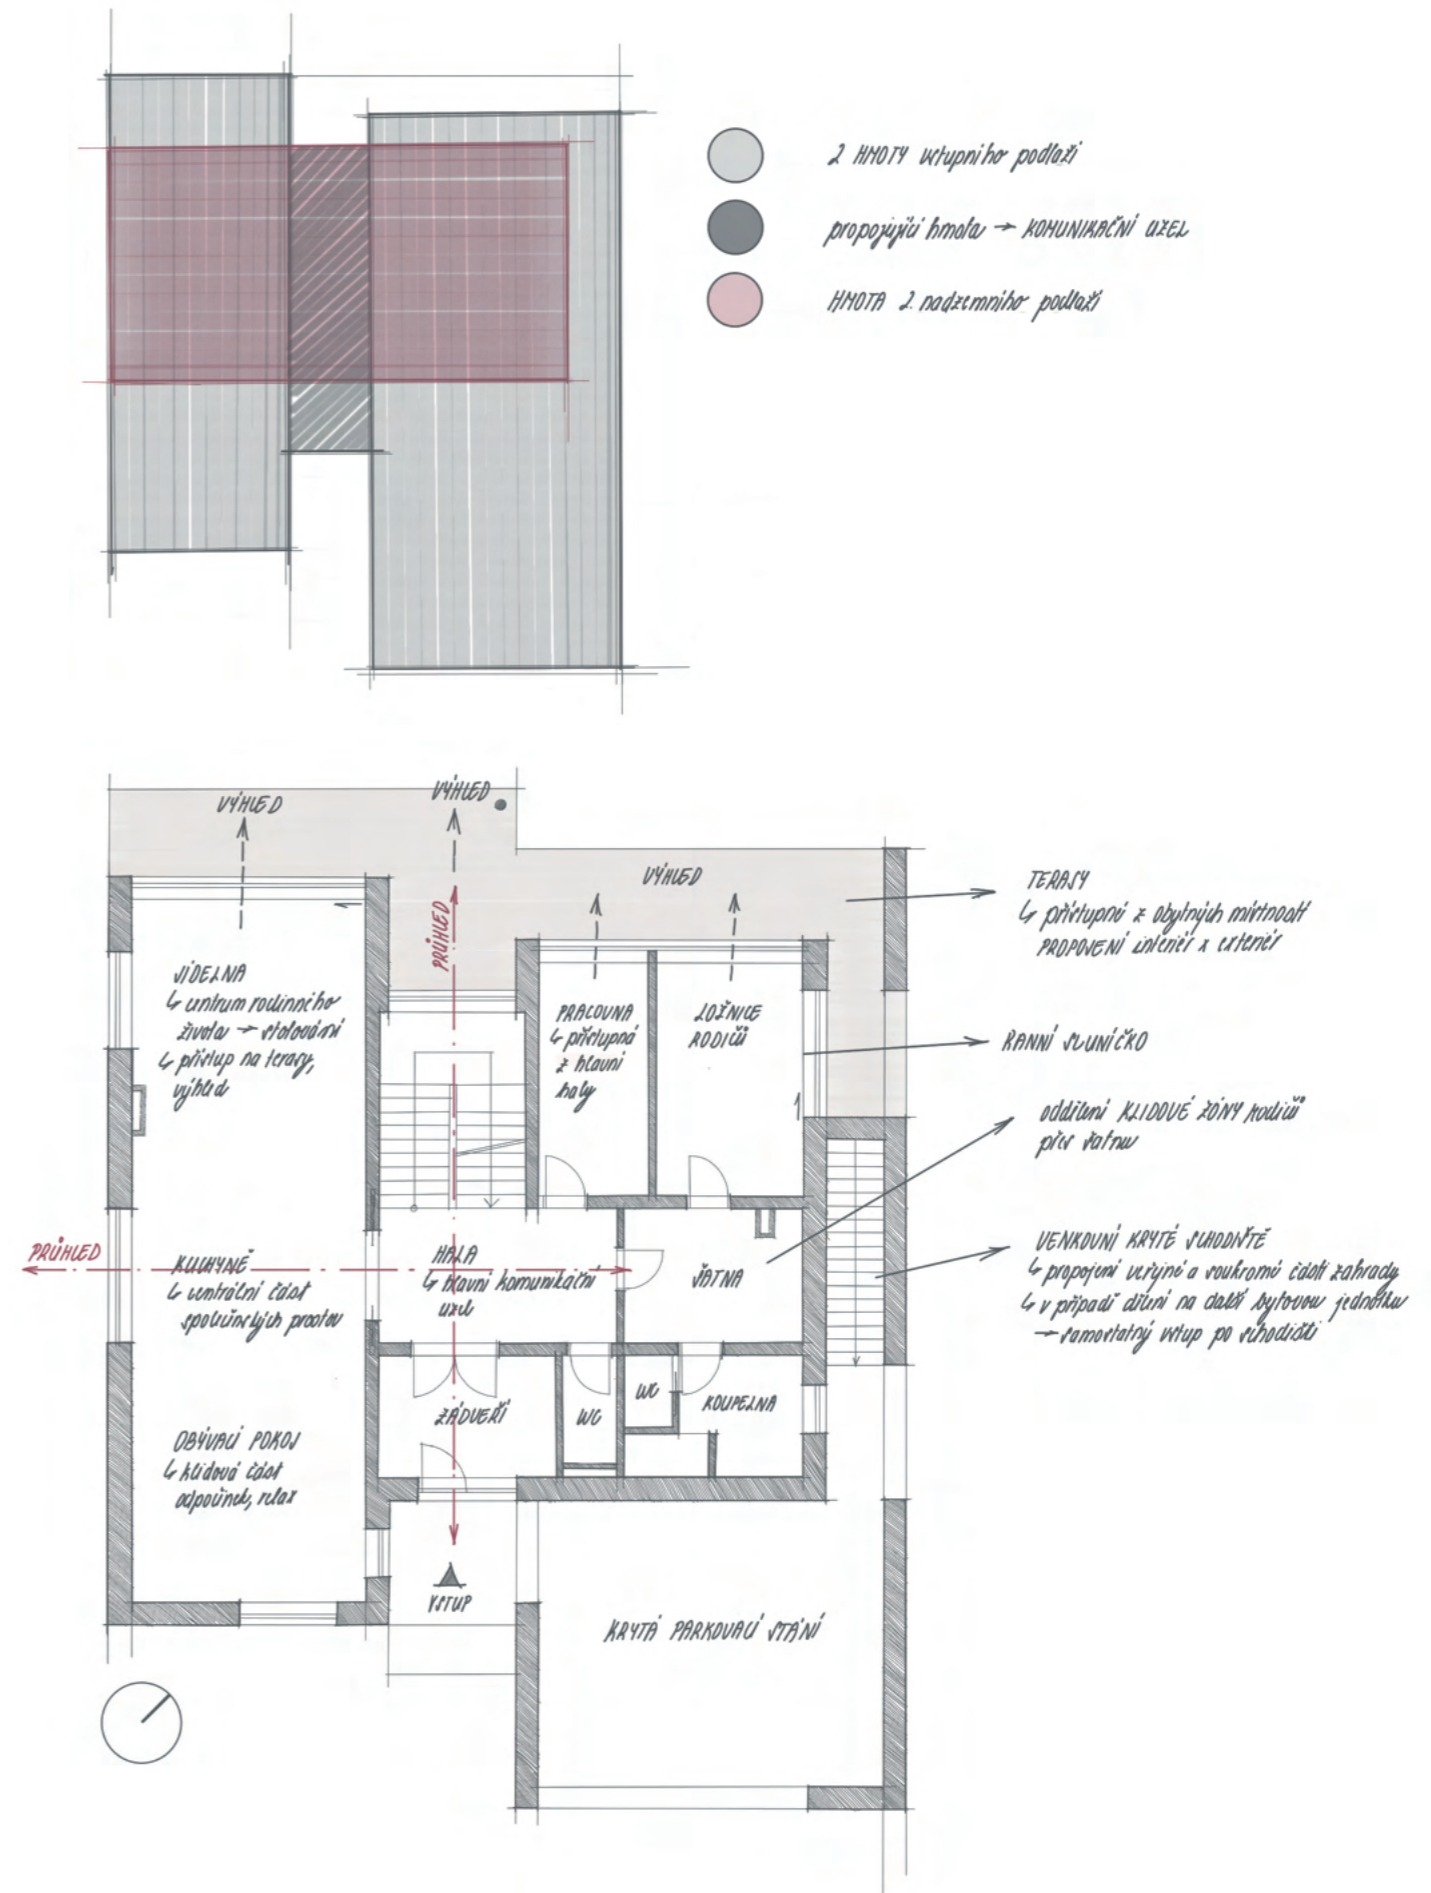 2 HMOTY vstupního podlaží
propojující hmota → KOMUNIKAČNÍ UZEL
HMOTA 2. nadzemního podlaží
VÝHLED
VÝHLED
VÝHLED
PRŮHLED
TERASY
↳ přístupné z obytných místností
PROPOJENÍ interiér x exteriér
JÍDELNA
↳ centrum rodinného
života → stolování
↳ přístup na terasy,
výhled
PRACOVNA
↳ přístupná
z hlavní
haly
LOŽNICE
RODIČŮ
RANNÍ SLUNÍČKO
oddělení KLIDOVÉ ZÓNY rodičů
přes šatnu
PRŮHLED
KUCHYNĚ
↳ centrální část
společenských prostor
HALA
↳ hlavní komunikační
uzel
ŠATNA
VENKOVNÍ KRYTÉ SCHODIŠTĚ
↳ propojení veřejné a soukromé části zahrady
↳ v případě dělení na další bytovou jednotku
→ samostatný vstup po schodišti
ZÁDVEŘÍ
WC
WC
KOUPELNA
OBÝVACÍ POKOJ
↳ klidová část
odpočinek, relax
VSTUP
KRYTÁ PARKOVACÍ STÁNÍ